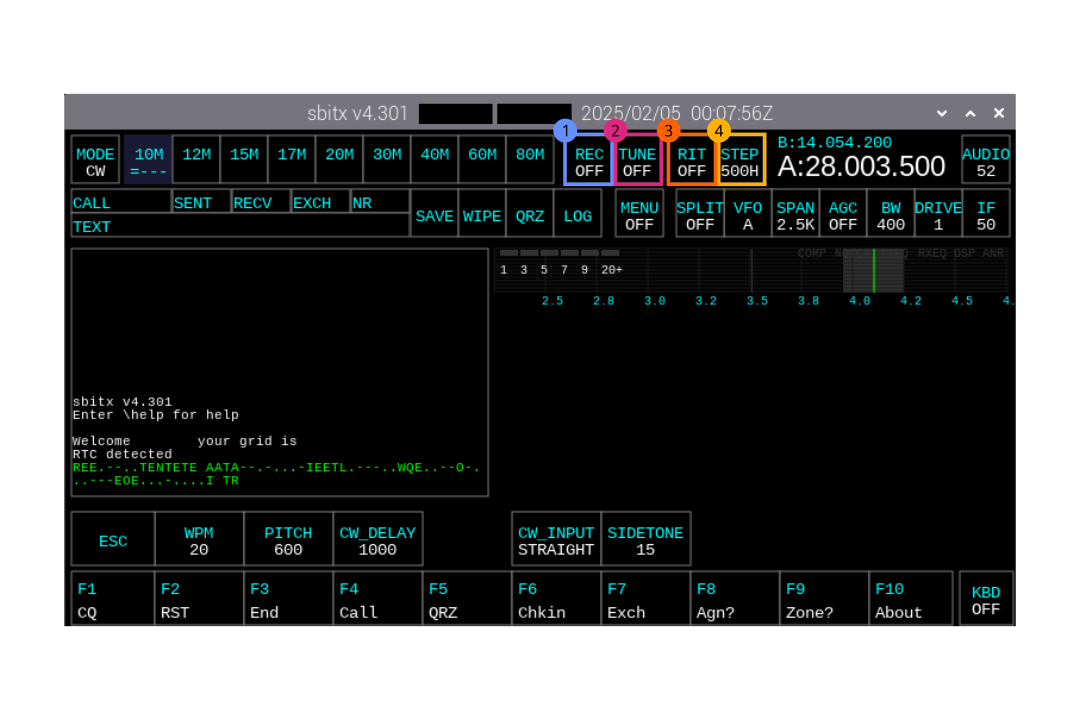 sbitx v4.301 2025/02/05 00:07:56Z
1 2 3 4
MODE 10M 12M 15M 17M 20M 30M 40M 60M 80M REC TUNE RIT STEP B:14.054.200 AUDIO
CW =--- OFF OFF OFF 500H A:28.003.500 52
CALL SENT RECV EXCH NR SAVE WIPE QRZ LOG MENU SPLIT VFO SPAN AGC BW DRIVE IF
TEXT OFF OFF A 2.5K OFF 400 1 50
COMP RXEQ DSP ANR
1 3 5 7 9 20+
2.5 2.8 3.0 3.2 3.5 3.8 4.0 4.2 4.5 4.
sbitx v4.301
Enter \help for help
Welcome your grid is
RTC detected
REE.--..TENTETE AATA--.-...-IEETL.---..WQE..--O-.
..---EOE...-....I TR
ESC WPM PITCH CW_DELAY CW_INPUT SIDETONE
20 600 1000 STRAIGHT 15
F1 F2 F3 F4 F5 F6 F7 F8 F9 F10 KBD
CQ RST End Call QRZ Chkin Exch Agn? Zone? About OFF